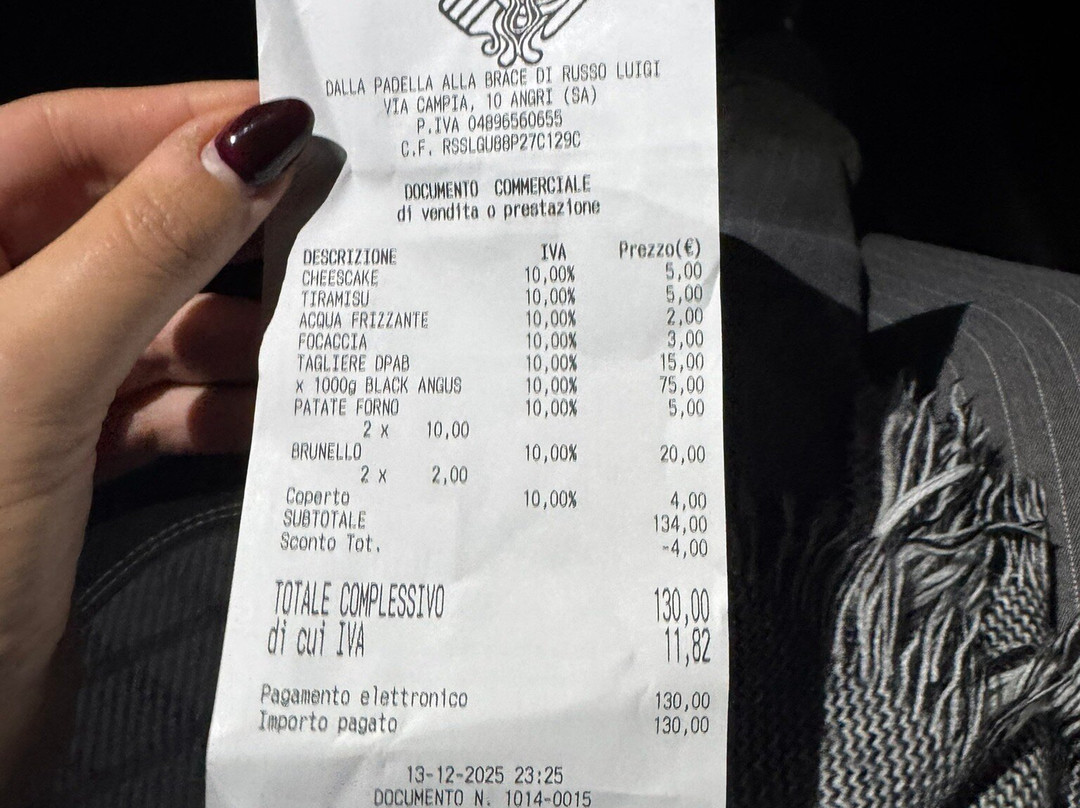 DALLA PADELLA ALLA BRACE DI RUSSO LUIGI
VIA CAMPIA, 10 ANGRI (SA)
P.IVA 04896560655
C.F. RSSLGU88P27C129C
DOCUMENTO COMMERCIALE
di vendita o prestazione
DESCRIZIONE IVA Prezzo(€)
CHEESCAKE 10,00% 5,00
TIRAMISU 10,00% 5,00
ACQUA FRIZZANTE 10,00% 2,00
FOCACCIA 10,00% 3,00
TAGLIERE DPAB 10,00% 15,00
x 1000g BLACK ANGUS 10,00% 75,00
PATATE FORNO 10,00% 5,00
2 x 10,00
BRUNELLO 10,00% 20,00
2 x 2,00
Coperto 10,00% 4,00
SUBTOTALE 134,00
Sconto Tot. -4,00
TOTALE COMPLESSIVO 130,00
di cui IVA 11,82
Pagamento elettronico 130,00
Importo pagato 130,00
13-12-2025 23:25
DOCUMENTO N. 1014-0015